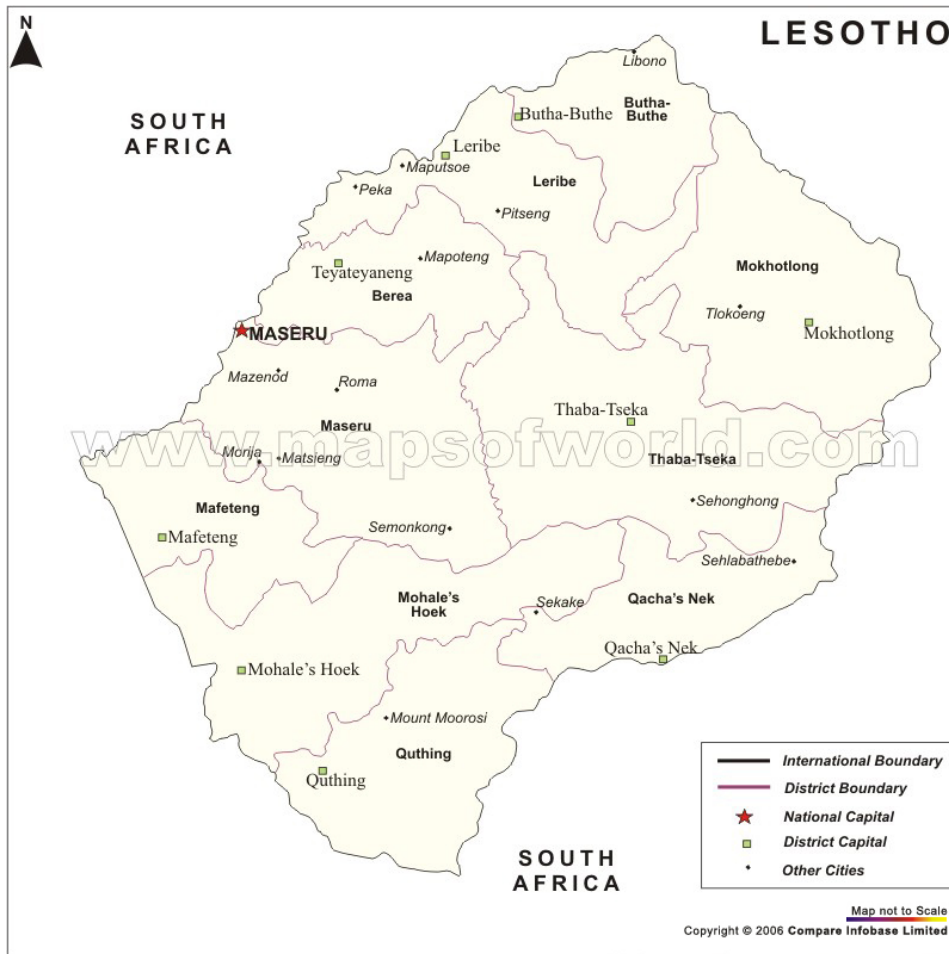 N
LESOTHO
SOUTH
AFRICA
Libono
Butha-Buthe
Butha-
Buthe
Leribe
Maputsoe
Leribe
Peka
Pitseng
Mapoteng
Teyateyaneng
Berea
Mokhotlong
Tlokoeng
Mokhotlong
MASERU
Mazenod
Roma
Thaba-Tseka
Maseru
www.mapsofworld.com
Morija
Matsieng
Thaba-Tseka
Sehonghong
Mafeteng
Mafeteng
Semonkong
Sehlabathebe
Mohale's
Hoek
Sekake
Qacha's Nek
Qacha's Nek
Mohale's Hoek
Mount Moorosi
Quthing
Quthing
SOUTH
AFRICA
International Boundary
District Boundary
National Capital
District Capital
Other Cities
Map not to Scale
Copyright © 2006 Compare Infobase Limited